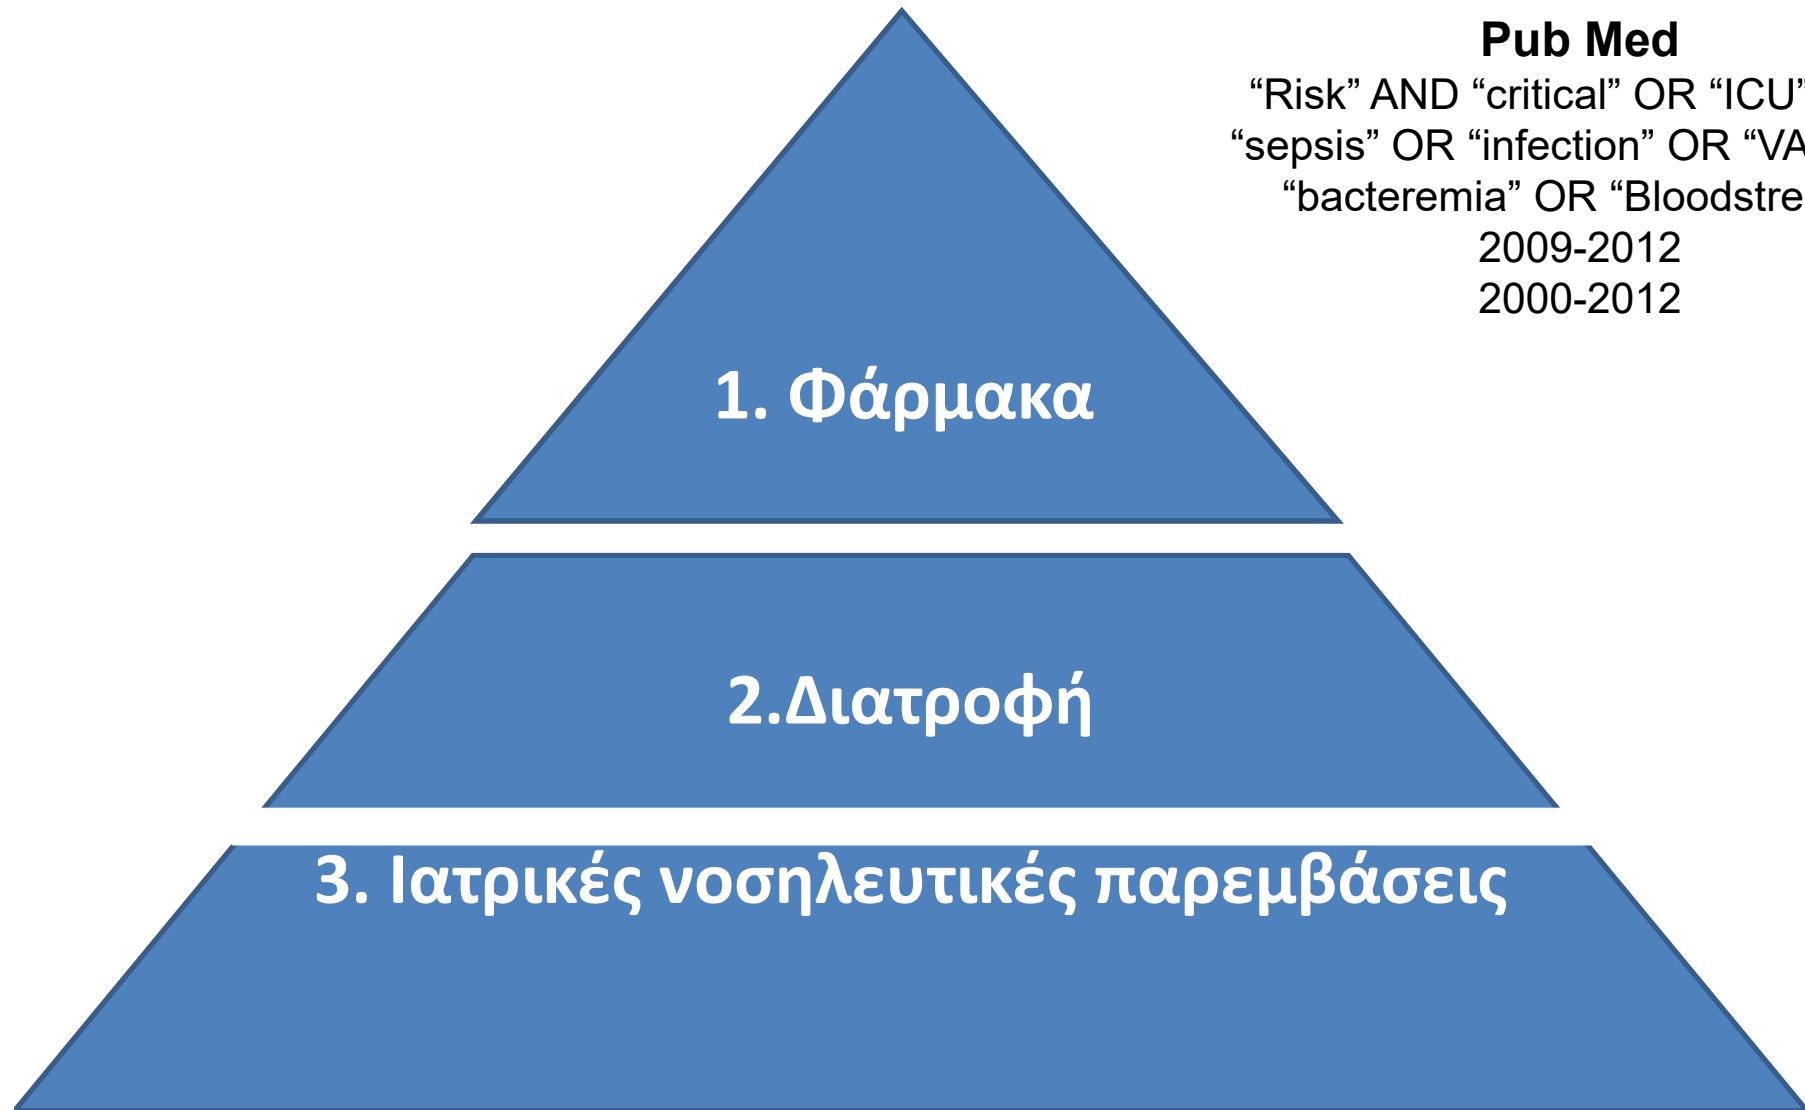 Pub Med
“Risk” AND “critical” OR “ICU”
“sepsis” OR “infection” OR
“bacteremia” OR
2009-2012
2000-2012
1. Φάρμακα
2.Διατροφή
3. Ιατρικές νοσηλευτικές παρεμβάσεις